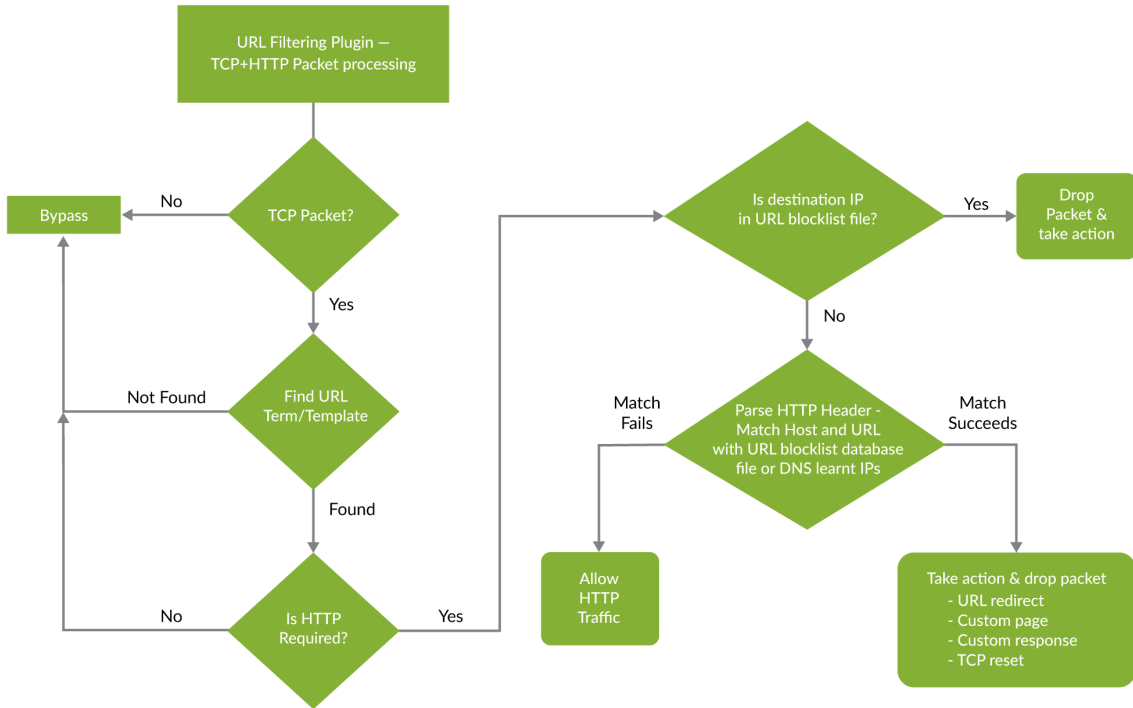 URL Filtering Plugin —
TCP+HTTP Packet processing
TCP Packet?
No
Bypass
Yes
Find URL
Term/Template
Not Found
Found
Is HTTP
Required?
No
Yes
Is destination IP
in URL blocklist file?
Yes
Drop
Packet &
take action
No
Parse HTTP Header -
Match Host and URL
with URL blocklist database
file or DNS learnt IPs
Match
Fails
Match
Succeeds
Allow
HTTP
Traffic
Take action & drop packet
- URL redirect
- Custom page
- Custom response
- TCP reset